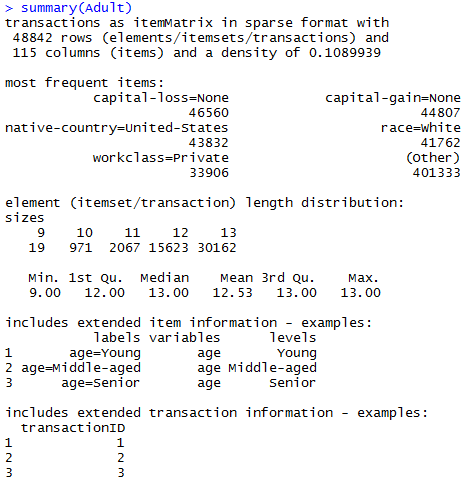 > summary(Adult)
transactions as itemMatrix in sparse format with
 48842 rows (elements/itemsets/transactions) and
 115 columns (items) and a density of 0.1089939

most frequent items:
           capital-loss=None            capital-gain=None
                       46560                        44807
native-country=United-States                   race=White
                       43832                        41762
           workclass=Private                      (Other)
                       33906                       401333

element (itemset/transaction) length distribution:
sizes
    9    10    11    12    13
   19   971  2067 15623 30162

   Min. 1st Qu.  Median    Mean 3rd Qu.    Max.
   9.00   12.00   13.00   12.53   13.00   13.00

includes extended item information - examples:
           labels variables      levels
1       age=Young       age       Young
2 age=Middle-aged       age Middle-aged
3      age=Senior       age      Senior

includes extended transaction information - examples:
  transactionID
1             1
2             2
3             3